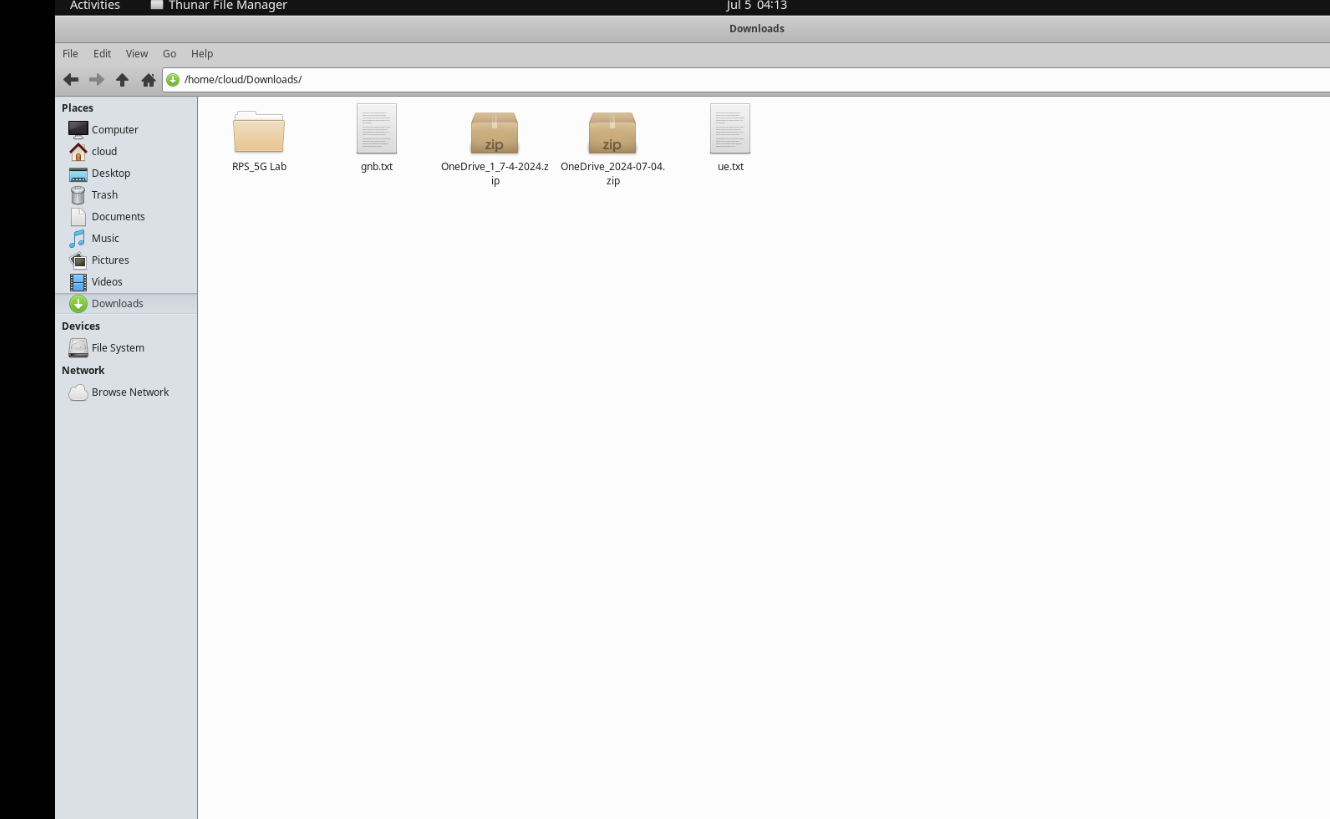 Activities Thunar File Manager Jul 5 04:13
Downloads
File Edit View Go Help
/home/cloud/Downloads/
Places
Computer
cloud
Desktop
Trash
Documents
Music
Pictures
Videos
Downloads
Devices
File System
Network
Browse Network
RPS_5G Lab
gnb.txt
zip
OneDrive_1_7-4-2024.z
ip
zip
OneDrive_2024-07-04.
zip
ue.txt